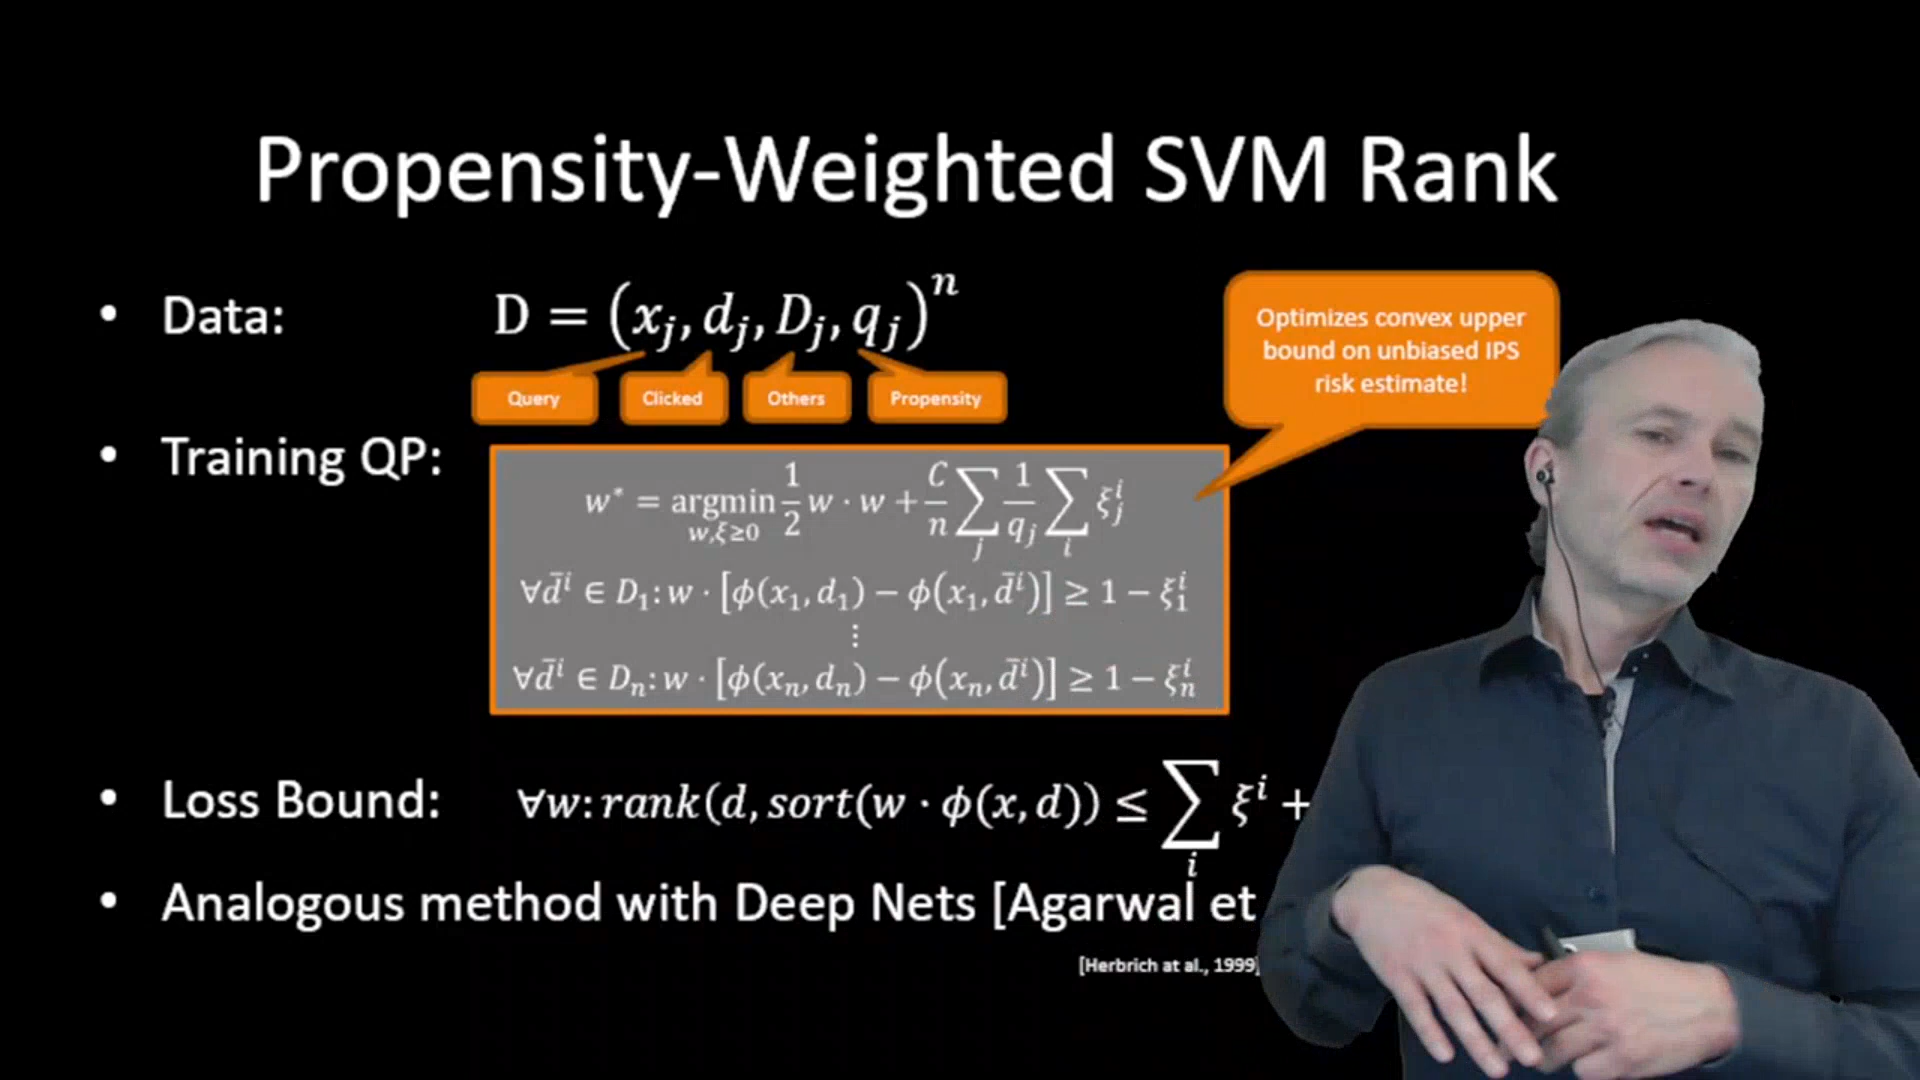 Propensity-Weighted SVM Rank
• Data: D = (x_j, d_j, D_j, q_j)^n
Query Clicked Others Propensity
Optimizes convex upper
bound on unbiased IPS
risk estimate!
• Training QP:
w* = argmin_{w,ξ≥0} 1/2 w · w + C/n ∑_j 1/q_j ∑_i ξ_j^i
∀d̄^i ∈ D_1: w · [ϕ(x_1, d_1) − ϕ(x_1, d̄^i)] ≥ 1 − ξ_1^i
⋮
∀d̄^i ∈ D_n: w · [ϕ(x_n, d_n) − ϕ(x_n, d̄^i)] ≥ 1 − ξ_n^i
• Loss Bound: ∀w: rank(d, sort(w · ϕ(x, d)) ≤ ∑_i ξ^i +
• Analogous method with Deep Nets [Agarwal et
[Herbrich at al., 1999]